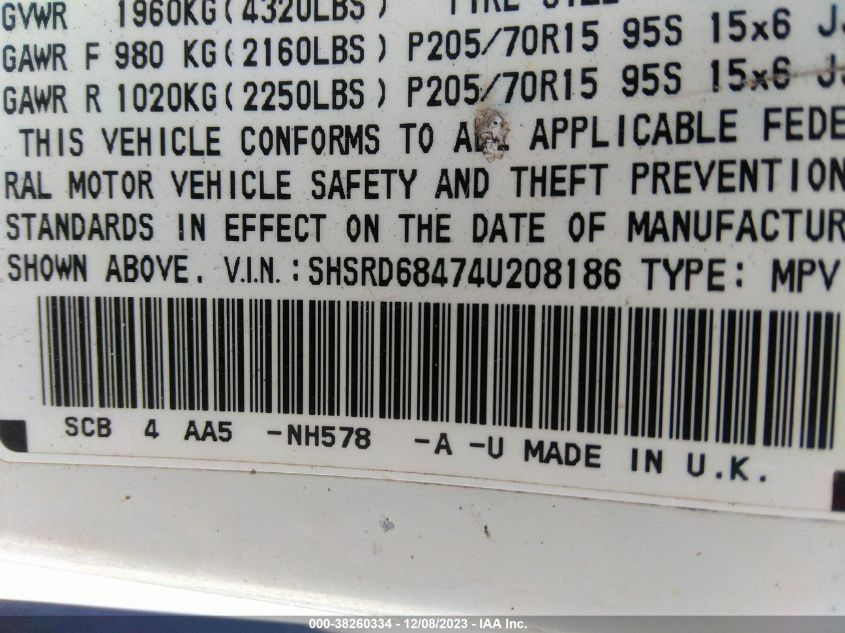 GVWR 1960KG(4320LBS) TIRE SIZE
GAWR F 980 KG(2160LBS) P205/70R15 95S 15x6 J
GAWR R 1020KG(2250LBS) P205/70R15 95S 15x6 J
THIS VEHICLE CONFORMS TO ALL APPLICABLE FEDE
RAL MOTOR VEHICLE SAFETY AND THEFT PREVENTION
STANDARDS IN EFFECT ON THE DATE OF MANUFACTUR
SHOWN ABOVE. V.I.N.:SHSRD68474U208186 TYPE: MPV
SCB 4 AA5 -NH578 -A -U MADE IN U.K.
000-38260334 - 12/08/2023 - IAA Inc.